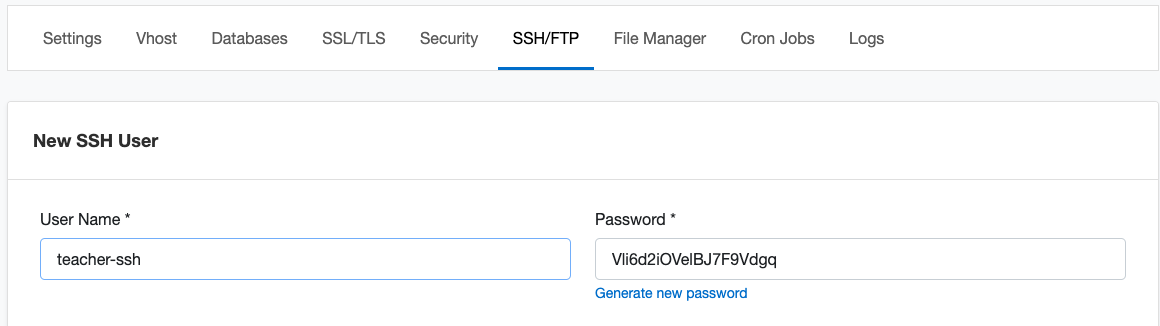 Settings Vhost Databases SSL/TLS Security SSH/FTP File Manager Cron Jobs Logs
New SSH User
User Name * Password *
teacher-ssh Vli6d2iOVelBJ7F9Vdgq
Generate new password